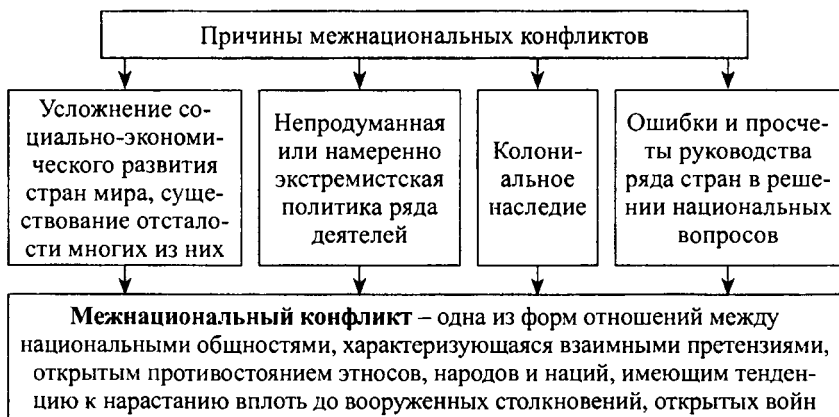 Причины межнациональных конфликтов
Усложнение со-
циально-экономи-
ческого развития
стран мира, суще-
ствование отстало-
сти многих из них
Непродуманная
или намеренно
экстремистская
политика ряда
деятелей
Колони-
альное
наследие
Ошибки и просче-
ты руководства
ряда стран в реше-
нии национальных
вопросов
Межнациональный конфликт – одна из форм отношений между
национальными общностями, характеризующаяся взаимными претензиями,
открытым противостоянием этносов, народов и наций, имеющим тенден-
цию к нарастанию вплоть до вооруженных столкновений, открытых войн